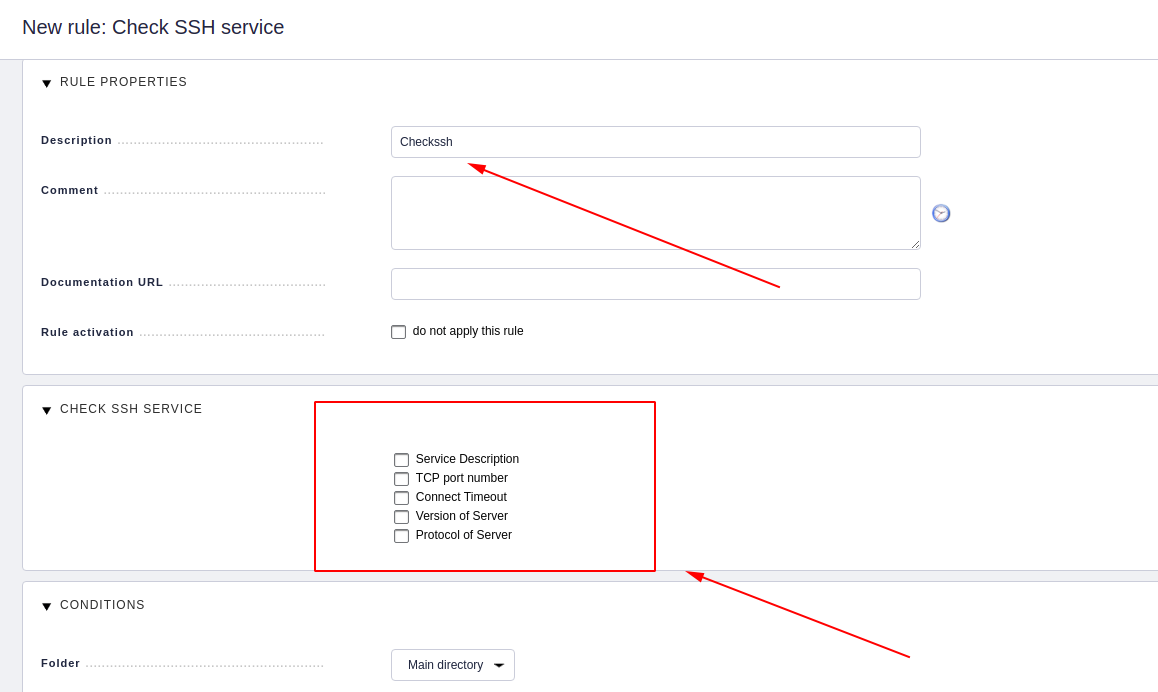 New rule: Check SSH service
RULE PROPERTIES
Description
Checkssh
Comment
Documentation URL
Rule activation
do not apply this rule
CHECK SSH SERVICE
Service Description
TCP port number
Connect Timeout
Version of Server
Protocol of Server
CONDITIONS
Folder
Main directory